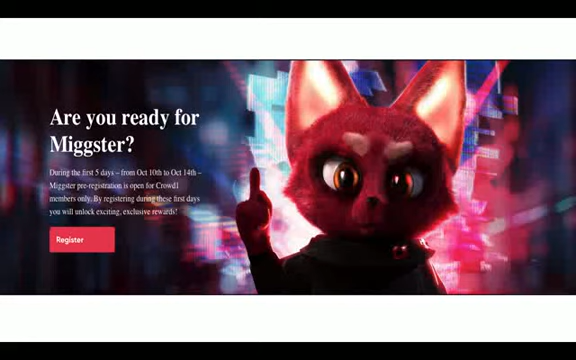 Are you ready for
Miggster?
During the first 5 days – from Oct 10th to Oct 14th –
Miggster pre-registration is open for Crowd1
members only. By registering during these first days
you will unlock exciting, exclusive rewards!
Register